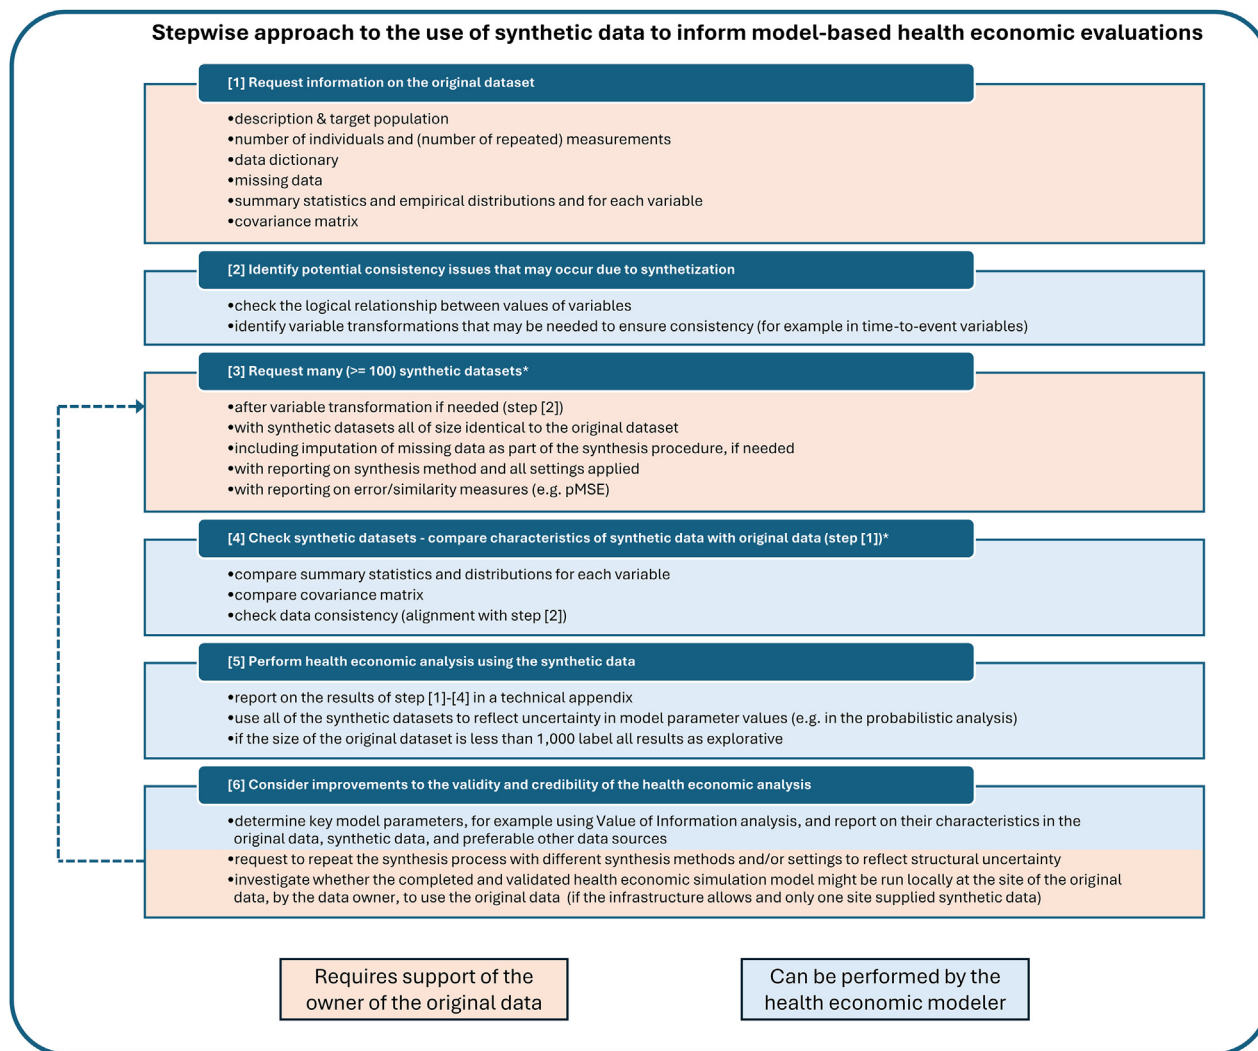 Stepwise approach to the use of synthetic data to inform model-based health economic evaluations
[1] Request information on the original dataset
•description & target population
•number of individuals and (number of repeated) measurements
•data dictionary
•missing data
•summary statistics and empirical distributions and for each variable
•covariance matrix
[2] Identify potential consistency issues that may occur due to synthetization
•check the logical relationship between values of variables
•identify variable transformations that may be needed to ensure consistency (for example in time-to-event variables)
[3] Request many (>= 100) synthetic datasets*
•after variable transformation if needed (step [2])
•with synthetic datasets all of size identical to the original dataset
•including imputation of missing data as part of the synthesis procedure, if needed
•with reporting on synthesis method and all settings applied
•with reporting on error/similarity measures (e.g. pMSE)
[4] Check synthetic datasets - compare characteristics of synthetic data with original data (step [1])*
•compare summary statistics and distributions for each variable
•compare covariance matrix
•check data consistency (alignment with step [2])
[5] Perform health economic analysis using the synthetic data
•report on the results of step [1]-[4] in a technical appendix
•use all of the synthetic datasets to reflect uncertainty in model parameter values (e.g. in the probabilistic analysis)
•if the size of the original dataset is less than 1,000 label all results as explorative
[6] Consider improvements to the validity and credibility of the health economic analysis
•determine key model parameters, for example using Value of Information analysis, and report on their characteristics in the
original data, synthetic data, and preferable other data sources
•request to repeat the synthesis process with different synthesis methods and/or settings to reflect structural uncertainty
•investigate whether the completed and validated health economic simulation model might be run locally at the site of the original
data, by the data owner, to use the original data (if the infrastructure allows and only one site supplied synthetic data)
Requires support of the
owner of the original data
Can be performed by the
health economic modeler